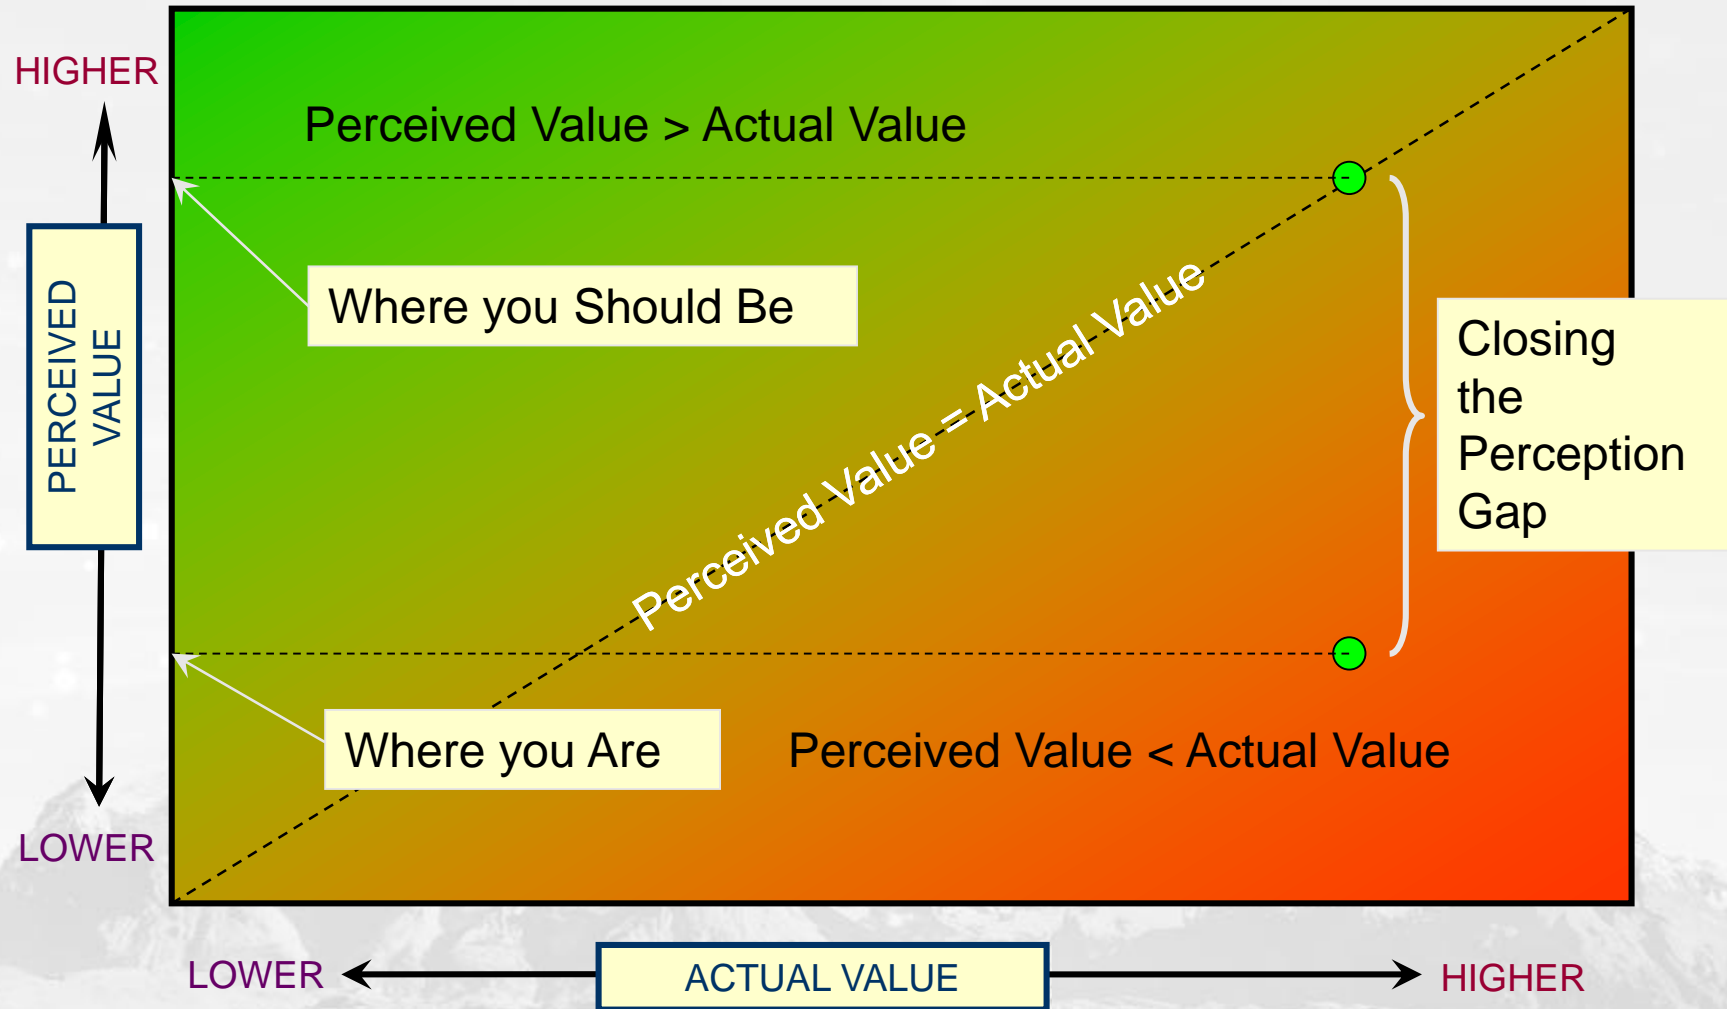 HIGHER
Perceived Value > Actual Value
Where you Should Be
PERCEIVED
VALUE
Perceived Value = Actual Value
Closing
the
Perception
Gap
Where you Are
Perceived Value < Actual Value
LOWER
LOWER
ACTUAL VALUE
HIGHER